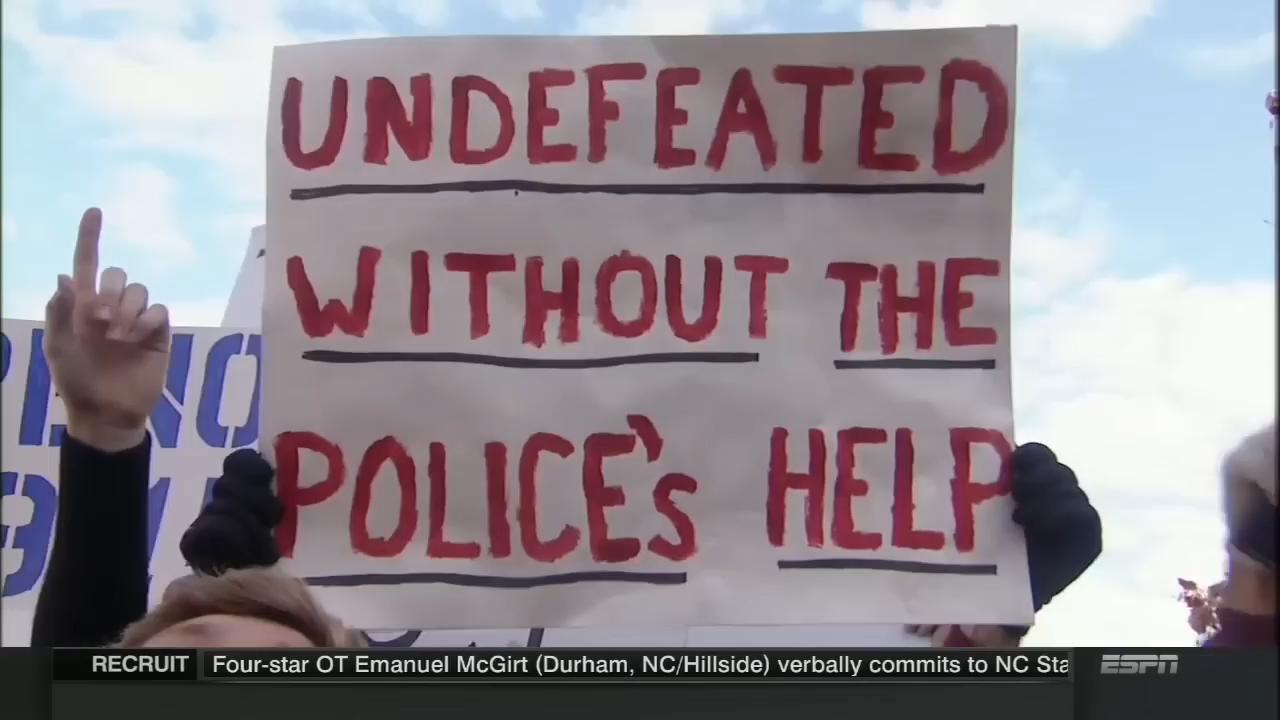 UNDEFEATED
WITHOUT THE
POLICE's HELP
RECRUIT Four-star OT Emanuel McGirt (Durham, NC/Hillside) verbally commits to NC Sta
ESPN